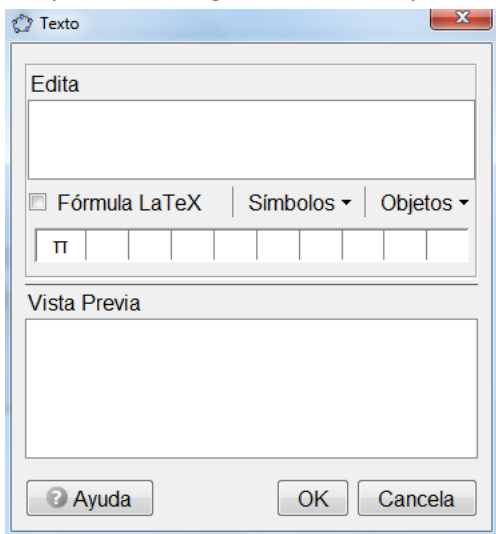 Texto
Edita
Fórmula LaTeX Símbolos Objetos
π
Vista Previa
Ayuda OK Cancela